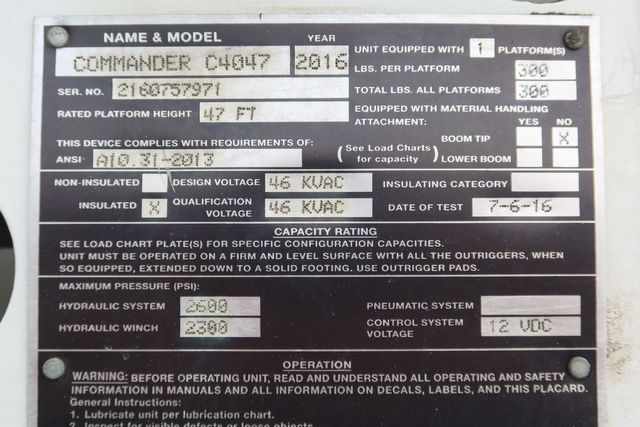 NAME & MODEL YEAR
COMMANDER C4047 2016
UNIT EQUIPPED WITH 1 PLATFORM(S)
LBS. PER PLATFORM 300
SER. NO. 2160757971
TOTAL LBS. ALL PLATFORMS 300
RATED PLATFORM HEIGHT 47 FT
EQUIPPED WITH MATERIAL HANDLING
ATTACHMENT: YES NO
THIS DEVICE COMPLIES WITH REQUIREMENTS OF:
ANSI A10.31-2013
(See Load Charts
for capacity)
BOOM TIP X
LOWER BOOM
NON-INSULATED DESIGN VOLTAGE 46 KVAC INSULATING CATEGORY
INSULATED X QUALIFICATION
VOLTAGE 46 KVAC DATE OF TEST 7-6-16
CAPACITY RATING
SEE LOAD CHART PLATE(S) FOR SPECIFIC CONFIGURATION CAPACITIES.
UNIT MUST BE OPERATED ON A FIRM AND LEVEL SURFACE WITH ALL THE OUTRIGGERS, WHEN
SO EQUIPPED, EXTENDED DOWN TO A SOLID FOOTING. USE OUTRIGGER PADS.
MAXIMUM PRESSURE (PSI):
HYDRAULIC SYSTEM 2600 PNEUMATIC SYSTEM
HYDRAULIC WINCH 2300 CONTROL SYSTEM
VOLTAGE 12 VDC
OPERATION
WARNING: BEFORE OPERATING UNIT, READ AND UNDERSTAND ALL OPERATING AND SAFETY
INFORMATION IN MANUALS AND ALL INFORMATION ON DECALS, LABELS, AND THIS PLACARD.
General Instructions:
1. Lubricate unit per lubrication chart.
2. Inspect for visible defects or loose objects.